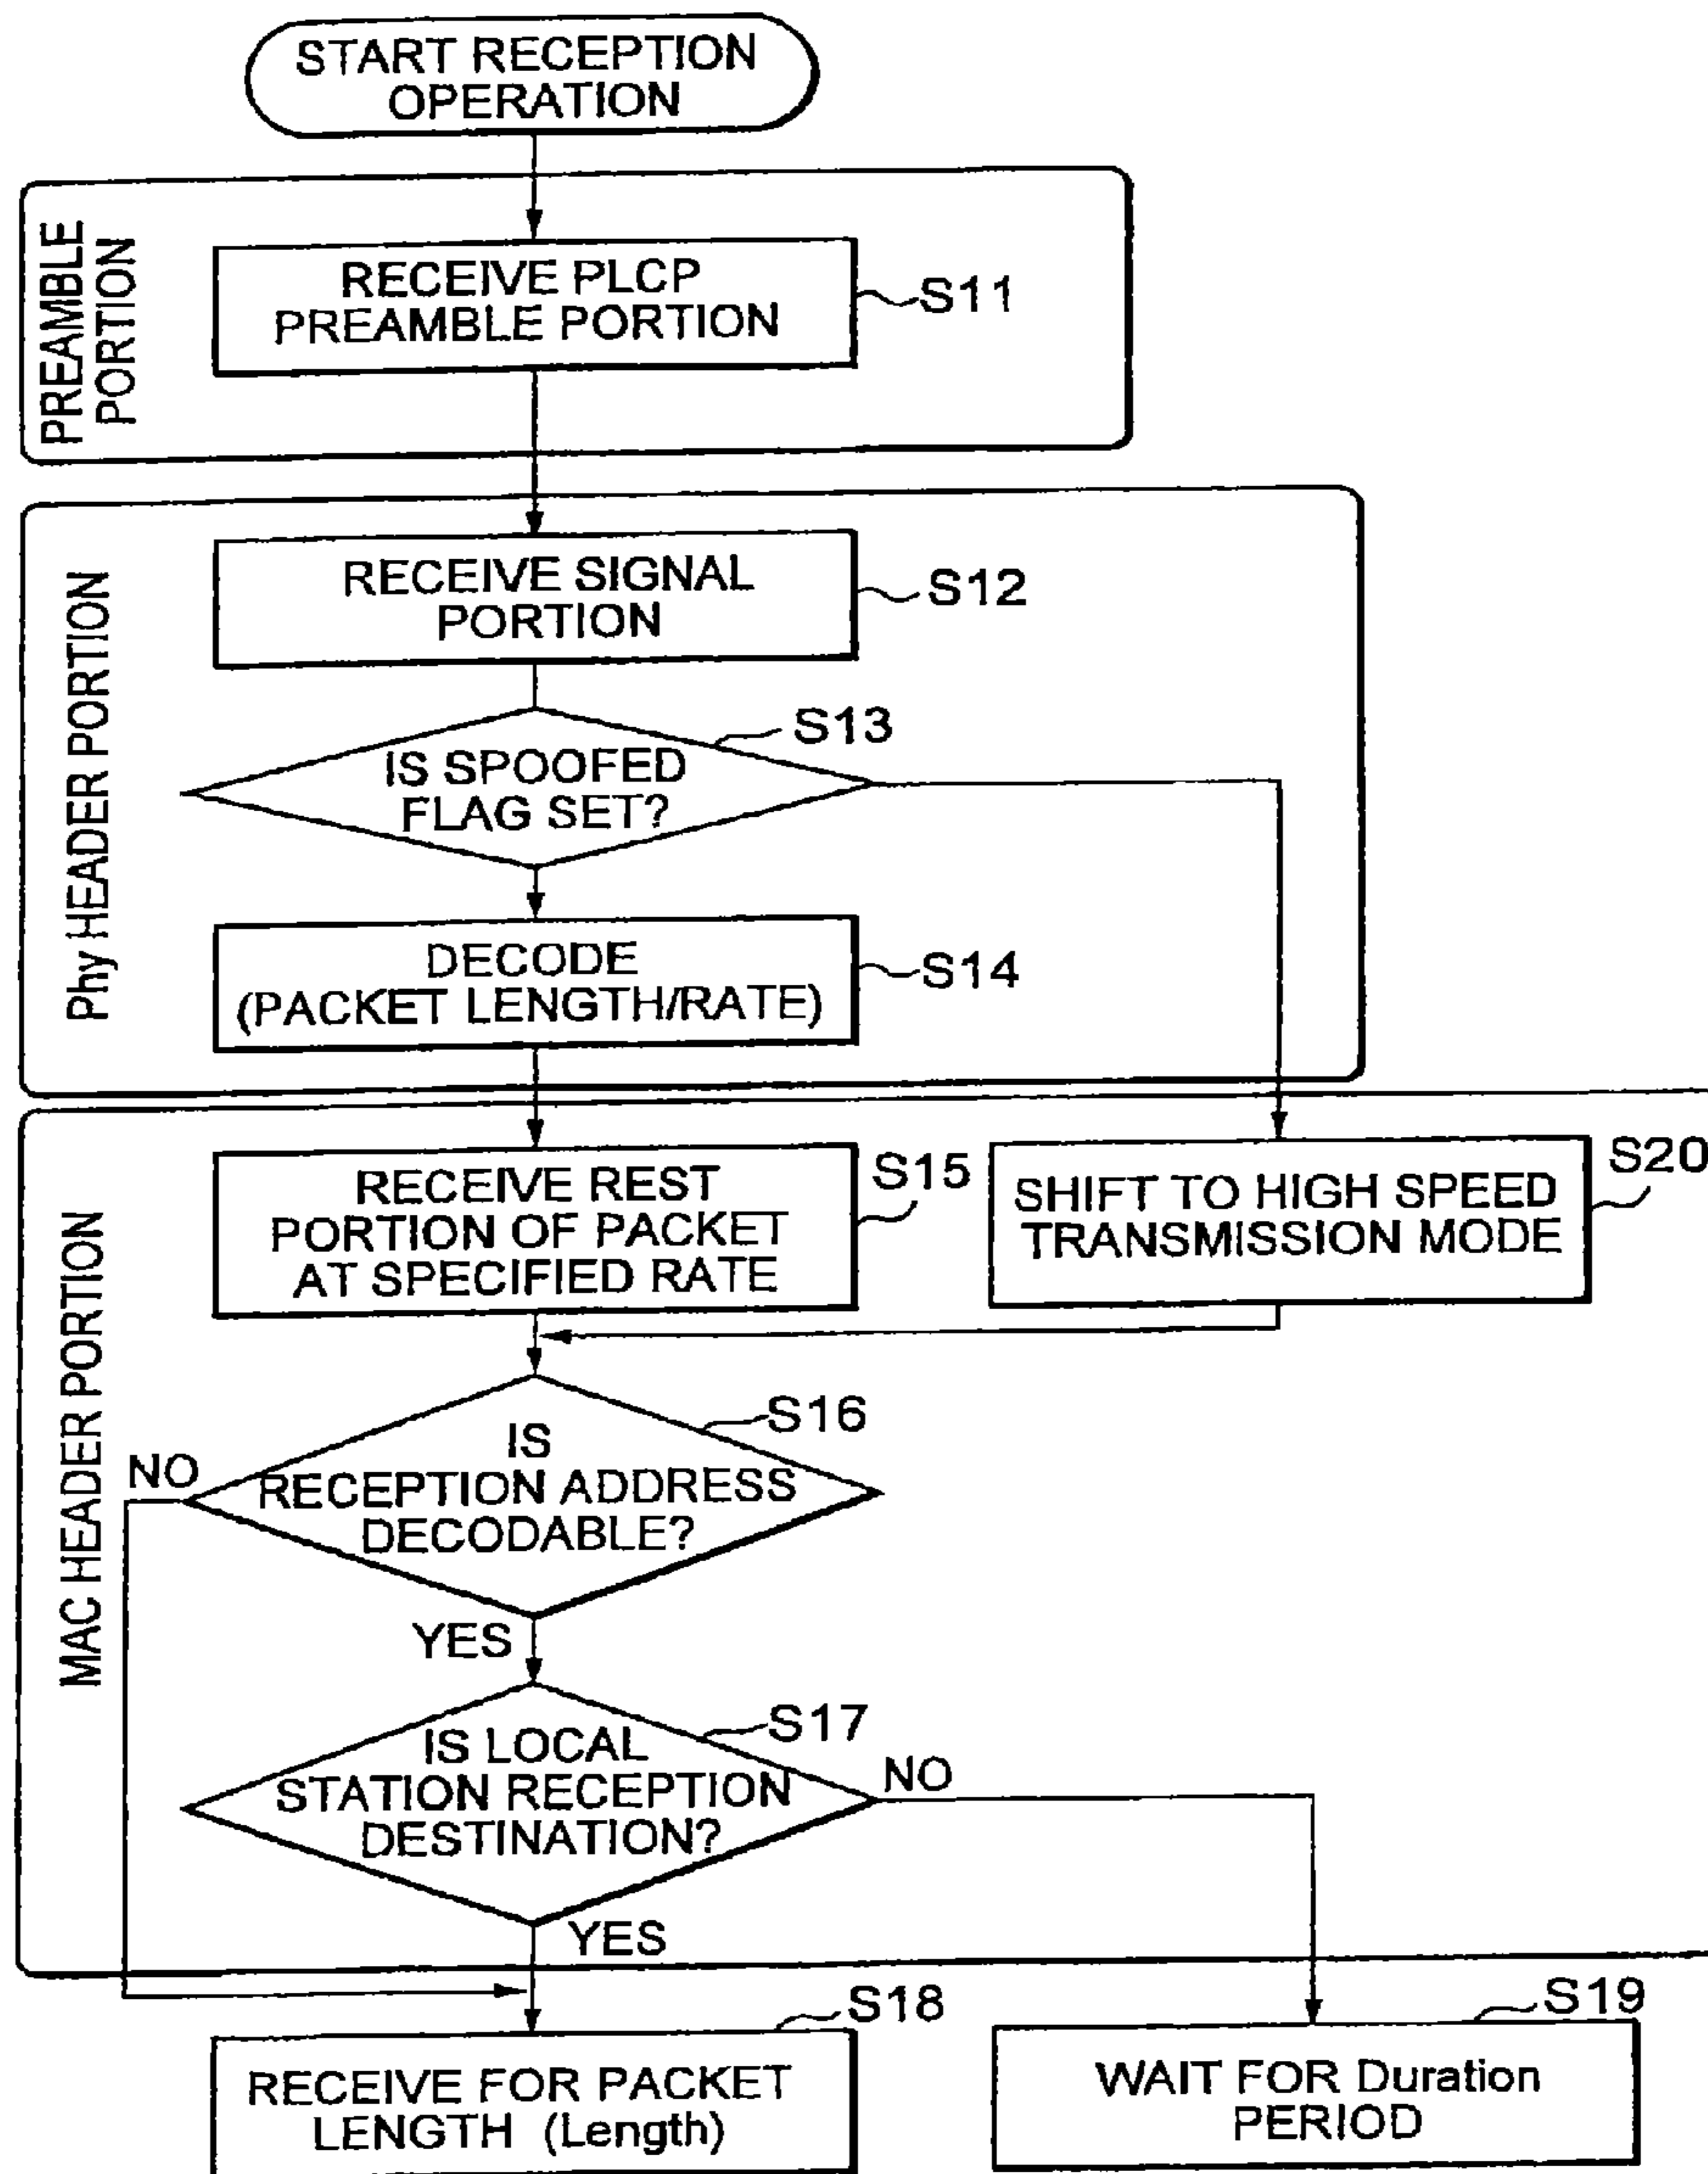 START RECEPTION
OPERATION
PREAMBLE
PORTION
RECEIVE PLCP
PREAMBLE PORTION
S11
Phy HEADER PORTION
RECEIVE SIGNAL
PORTION
S12
S13
IS SPOOFED
FLAG SET?
DECODE
(PACKET LENGTH/RATE)
S14
MAC HEADER PORTION
RECEIVE REST
PORTION OF PACKET
AT SPECIFIED RATE
S15
SHIFT TO HIGH SPEED
TRANSMISSION MODE
S20
S16
IS
RECEPTION ADDRESS
DECODABLE?
NO
YES
S17
IS LOCAL
STATION RECEPTION
DESTINATION?
NO
YES
S18
RECEIVE FOR PACKET
LENGTH (Length)
S19
WAIT FOR Duration
PERIOD